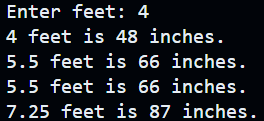 Enter feet: 4
4 feet is 48 inches.
5.5 feet is 66 inches.
5.5 feet is 66 inches.
7.25 feet is 87 inches.